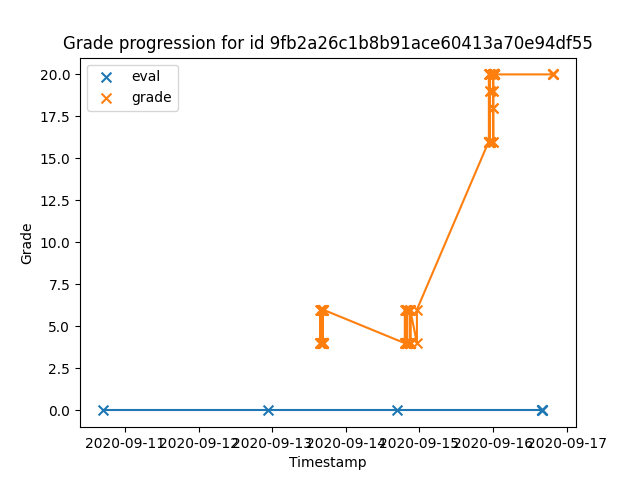 Grade progression for id 9fb2a26c1b8b91ace60413a70e94df55
eval
grade
20.0
17.5
15.0
12.5
10.0
7.5
5.0
2.5
0.0
Grade
2020-09-11 2020-09-12 2020-09-13 2020-09-14 2020-09-15 2020-09-16 2020-09-17
Timestamp